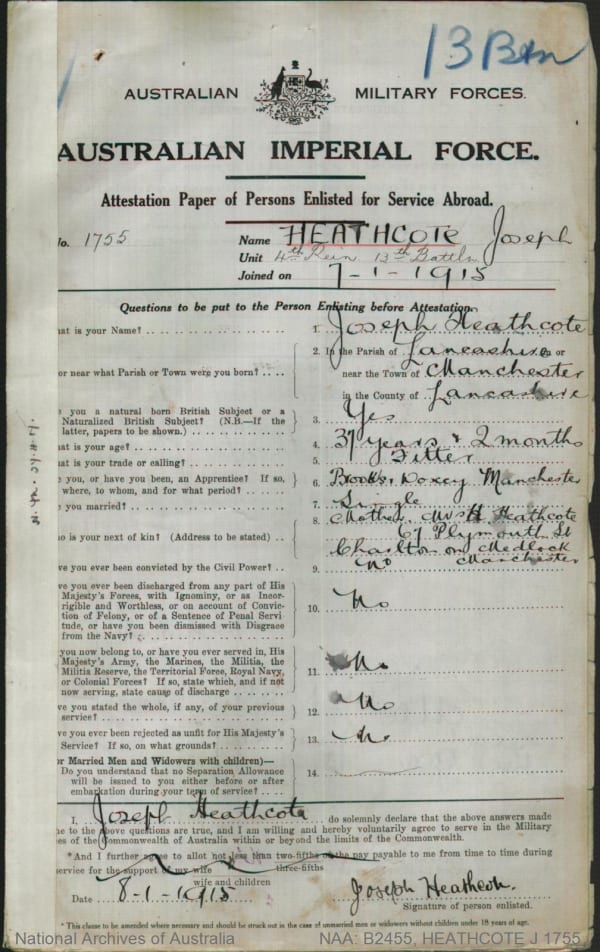 13 Btn
AUSTRALIAN MILITARY FORCES.
AUSTRALIAN IMPERIAL FORCE.
Attestation Paper of Persons Enlisted for Service Abroad.
No. 1755 Name HEATHCOTE Joseph
Unit 4th Rein 13th Battln
Joined on 7-1-1915
Questions to be put to the Person Enlisting before Attestation.
hat is your Name? 1. Joseph Heathcote
2. In the Parish of Lancashire in or
or near what Parish or Town were you born? near the Town of Manchester
in the County of Lancashire
e you a natural born British Subject or a
Naturalized British Subject? (N.B.—If the 3. Yes
latter, papers to be shown.)
hat is your age? 4. 37 years & 2 months
hat is your trade or calling? 5. Fitter
e you, or have you been, an Apprentice? If so, 6. Brooks & Doxey Manchester
where, to whom, and for what period?
e you married? 7. Single
8. Mother Mrs H Heathcote
ho is your next of kin? (Address to be stated) 67 Plymouth St
Charlton on Medlock
Manchester
ve you ever been convicted by the Civil Power? 9. No
ve you ever been discharged from any part of His
Majesty's Forces, with Ignominy, or as Incor-
rigible and Worthless, or on account of Convic- 10. No
tion of Felony, or of a Sentence of Penal Servi-
tude, or have you been dismissed with Disgrace
from the Navy?
you now belong to, or have you ever served in, His
Majesty's Army, the Marines, the Militia, the
Militia Reserve, the Territorial Force, Royal Navy, 11. No
or Colonial Forces? If so, state which, and if not
now serving, state cause of discharge
ve you stated the whole, if any, of your previous 12. No
service?
ve you ever been rejected as unfit for His Majesty's 13. No
Service? If so, on what grounds?
or Married Men and Widowers with children)—
Do you understand that no Separation Allowance 14.
will be issued to you either before or after
embarkation during your term of service?
I, Joseph Heathcote do solemnly declare that the above answers made
me to the above questions are true, and I am willing and hereby voluntarily agree to serve in the Military
es of the Commonwealth of Australia within or beyond the limits of the Commonwealth.
*And I further agree to allot not less than two-fifths of the pay payable to me from time to time during
three-fifths
service for the support of my wife
wife and children
Date 8-1-1915 Joseph Heathcote.
Signature of person enlisted.
* This clause to be amended where necessary and should be struck out in the case of unmarried men or widowers without children under 18 years of age.
National Archives of Australia NAA: B2455, HEATHCOTE J 1755